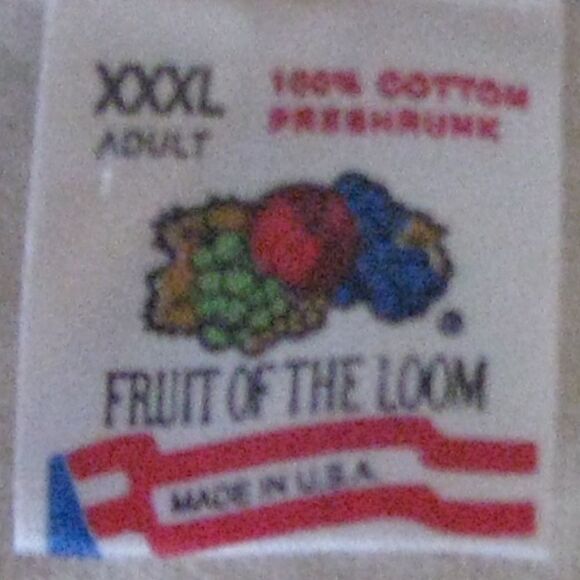 XXXL
ADULT
100% COTTON
PRESHRUNK
®
FRUIT OF THE LOOM
MADE IN U.S.A.